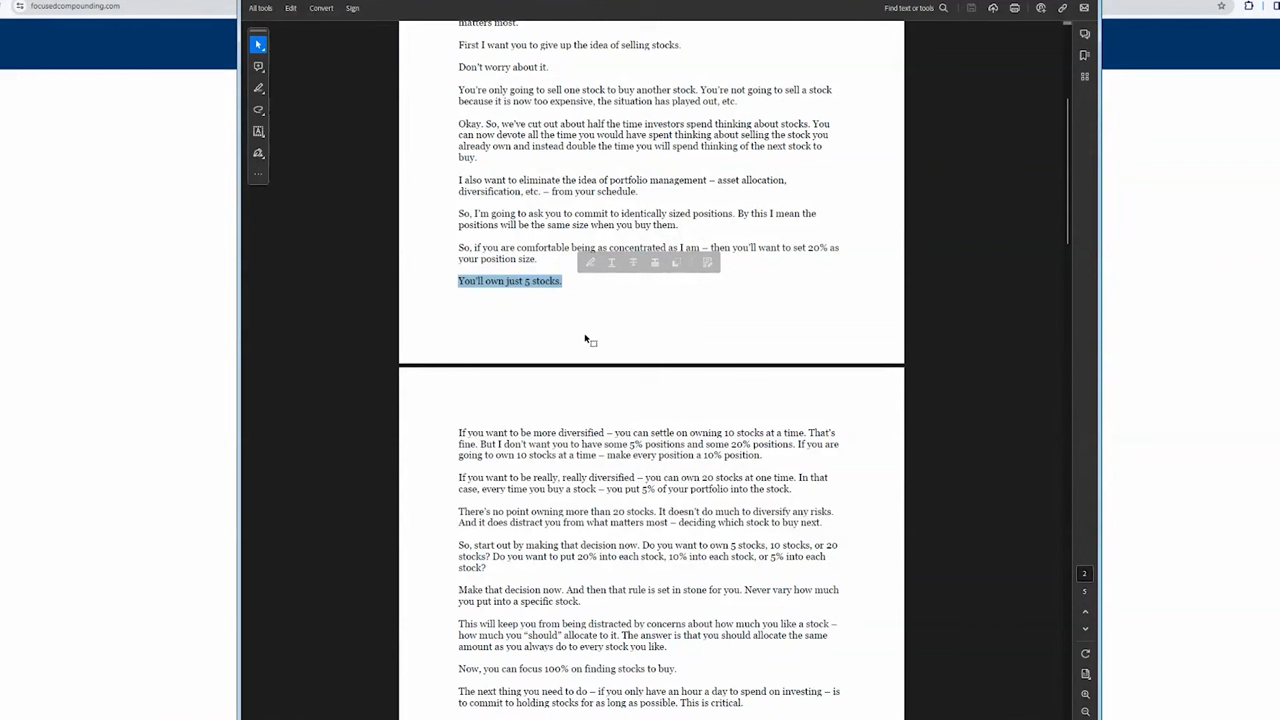 focusedcompounding.com
All tools
Edit
Convert
Sign
Find text or tools
matters most.
First I want you to give up the idea of selling stocks.
Don't worry about it.
You're only going to sell one stock to buy another stock. You're not going to sell a stock
because it is now too expensive, the situation has played out, etc.
Okay. So, we've cut out about half the time investors spend thinking about stocks. You
can now devote all the time you would have spent thinking about selling the stock you
already own and instead double the time you will spend thinking of the next stock to
buy.
I also want to eliminate the idea of portfolio management – asset allocation,
diversification, etc. – from your schedule.
So, I'm going to ask you to commit to identically sized positions. By this I mean the
positions will be the same size when you buy them.
So, if you are comfortable being as concentrated as I am – then you'll want to set 20% as
your position size.
You'll own just 5 stocks.
If you want to be more diversified – you can settle on owning 10 stocks at a time. That's
fine. But I don't want you to have some 5% positions and some 20% positions. If you are
going to own 10 stocks at a time – make every position a 10% position.
If you want to be really, really diversified – you can own 20 stocks at one time. In that
case, every time you buy a stock – you put 5% of your portfolio into the stock.
There's no point owning more than 20 stocks. It doesn't do much to diversify any risks.
And it does distract you from what matters most – deciding which stock to buy next.
So, start out by making that decision now. Do you want to own 5 stocks, 10 stocks, or 20
stocks? Do you want to put 20% into each stock, 10% into each stock, or 5% into each
stock?
Make that decision now. And then that rule is set in stone for you. Never vary how much
you put into a specific stock.
This will keep you from being distracted by concerns about how much you like a stock –
how much you "should" allocate to it. The answer is that you should allocate the same
amount as you always do to every stock you like.
Now, you can focus 100% on finding stocks to buy.
The next thing you need to do – if you only have an hour a day to spend on investing – is
to commit to holding stocks for as long as possible. This is critical.
2
5